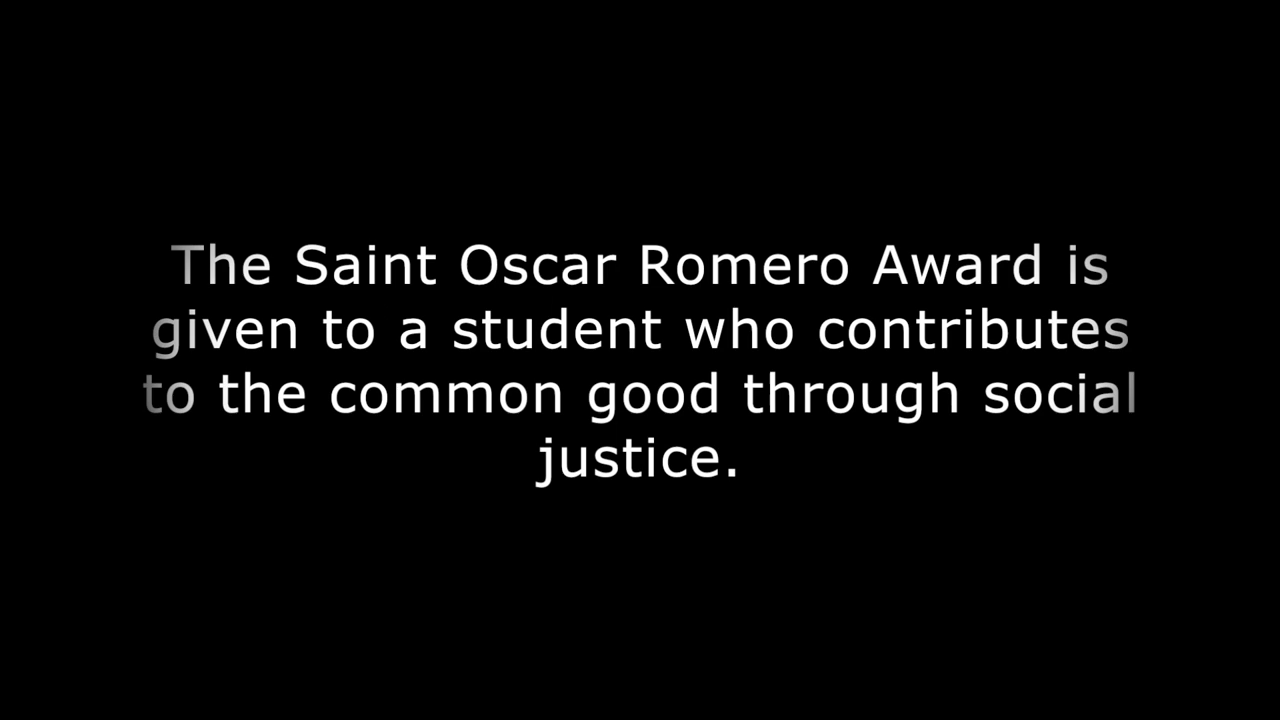 The Saint Oscar Romero Award is
given to a student who contributes
to the common good through social
justice.